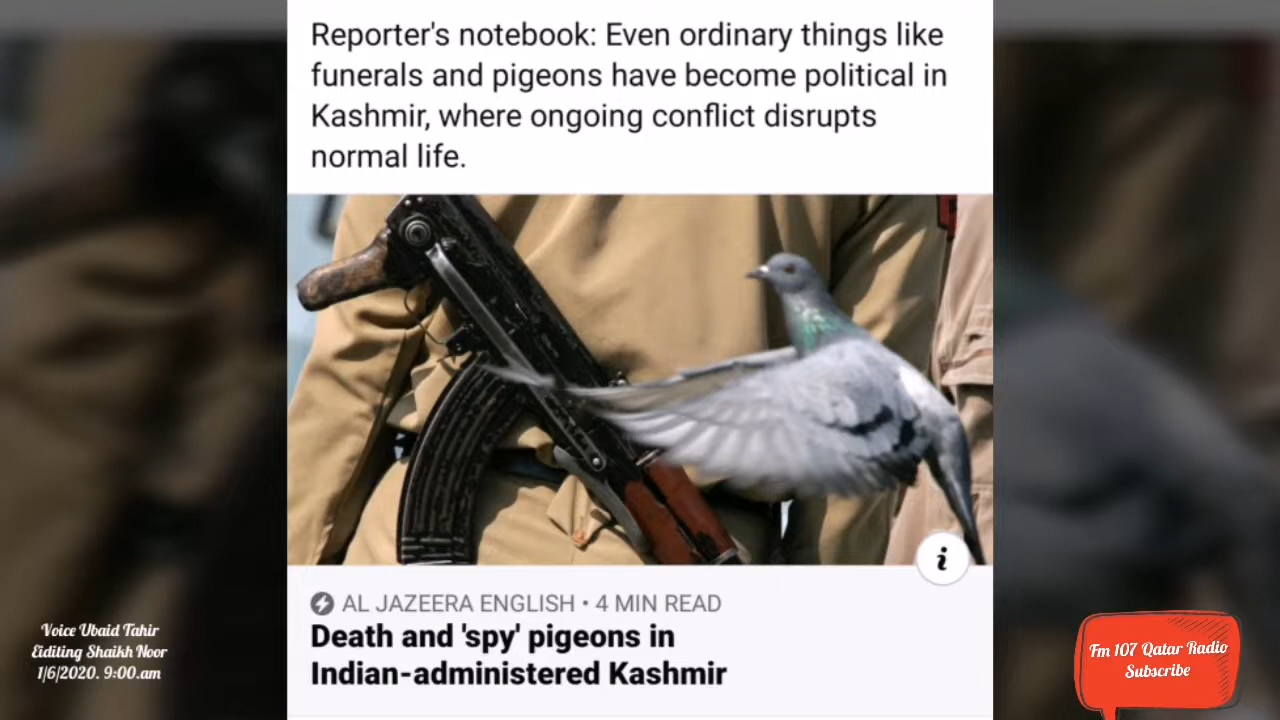 Reporter's notebook: Even ordinary things like
funerals and pigeons have become political in
Kashmir, where ongoing conflict disrupts
normal life.
i
AL JAZEERA ENGLISH • 4 MIN READ
Death and 'spy' pigeons in
Indian-administered Kashmir
Voice Ubaid Tahir
Eiditing Shaikh Noor
1/6/2020. 9:00.am
Fm 107 Qatar Radio
Subscribe